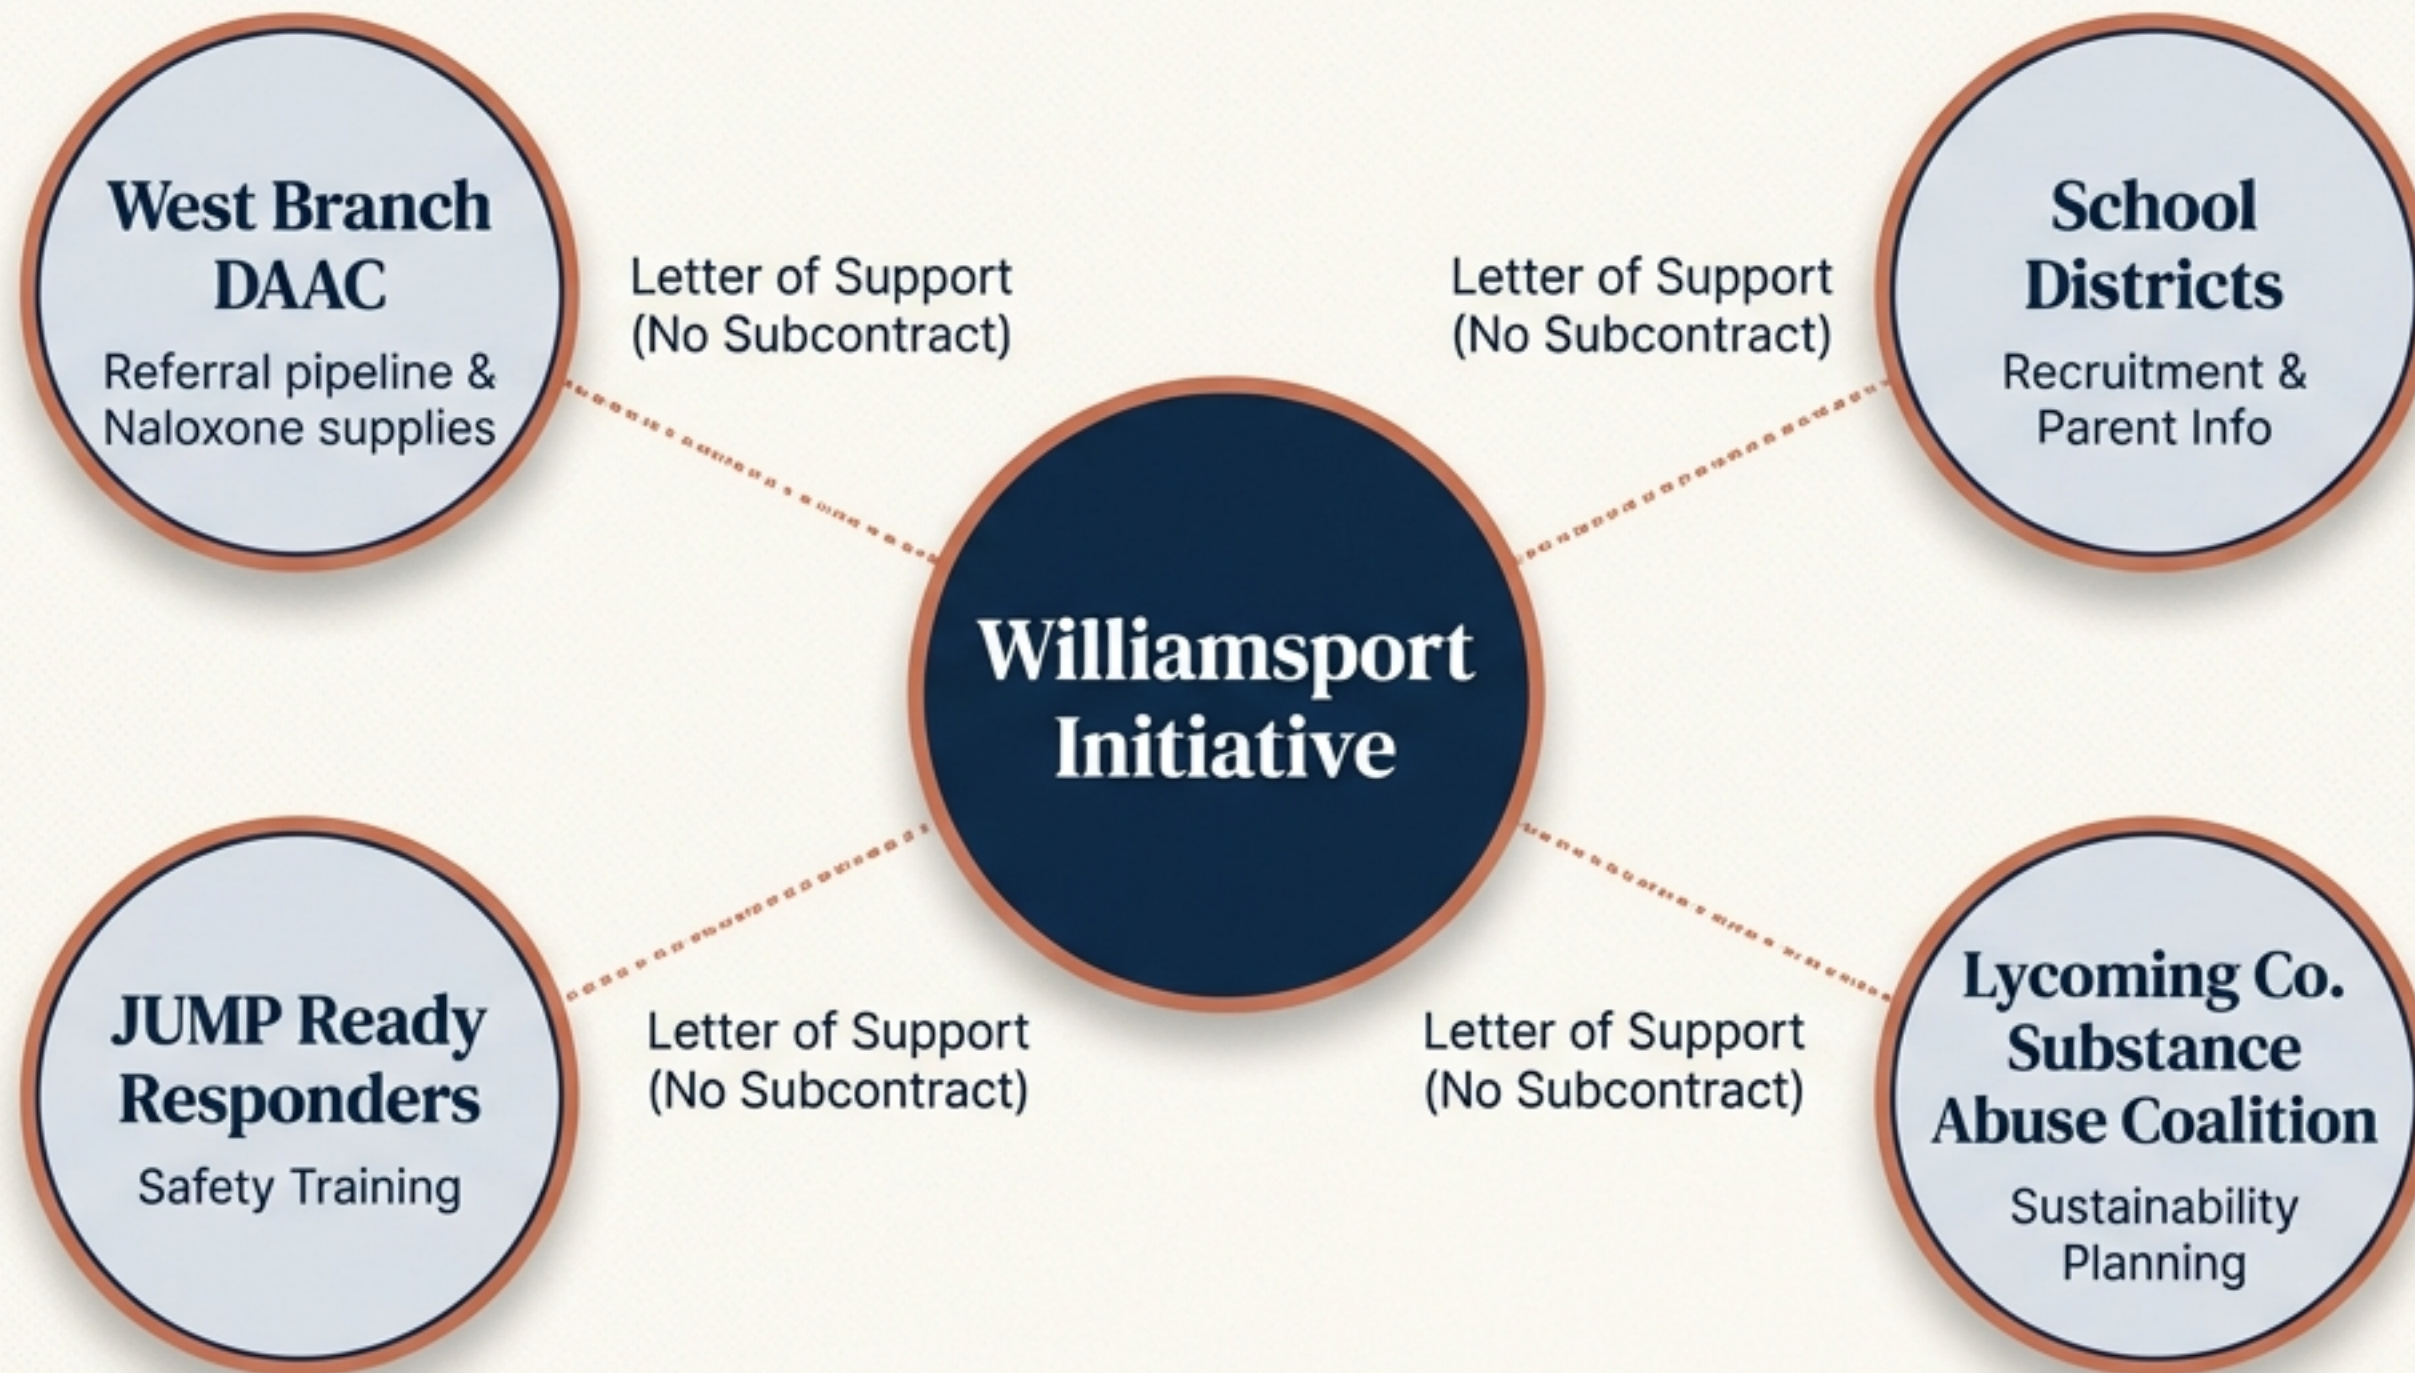 West Branch
DAAC
Referral pipeline &
Naloxone supplies
Letter of Support
(No Subcontract)
Letter of Support
(No Subcontract)
School
Districts
Recruitment &
Parent Info
Williamsport
Initiative
JUMP Ready
Responders
Safety Training
Letter of Support
(No Subcontract)
Letter of Support
(No Subcontract)
Lycoming Co.
Substance
Abuse Coalition
Sustainability
Planning